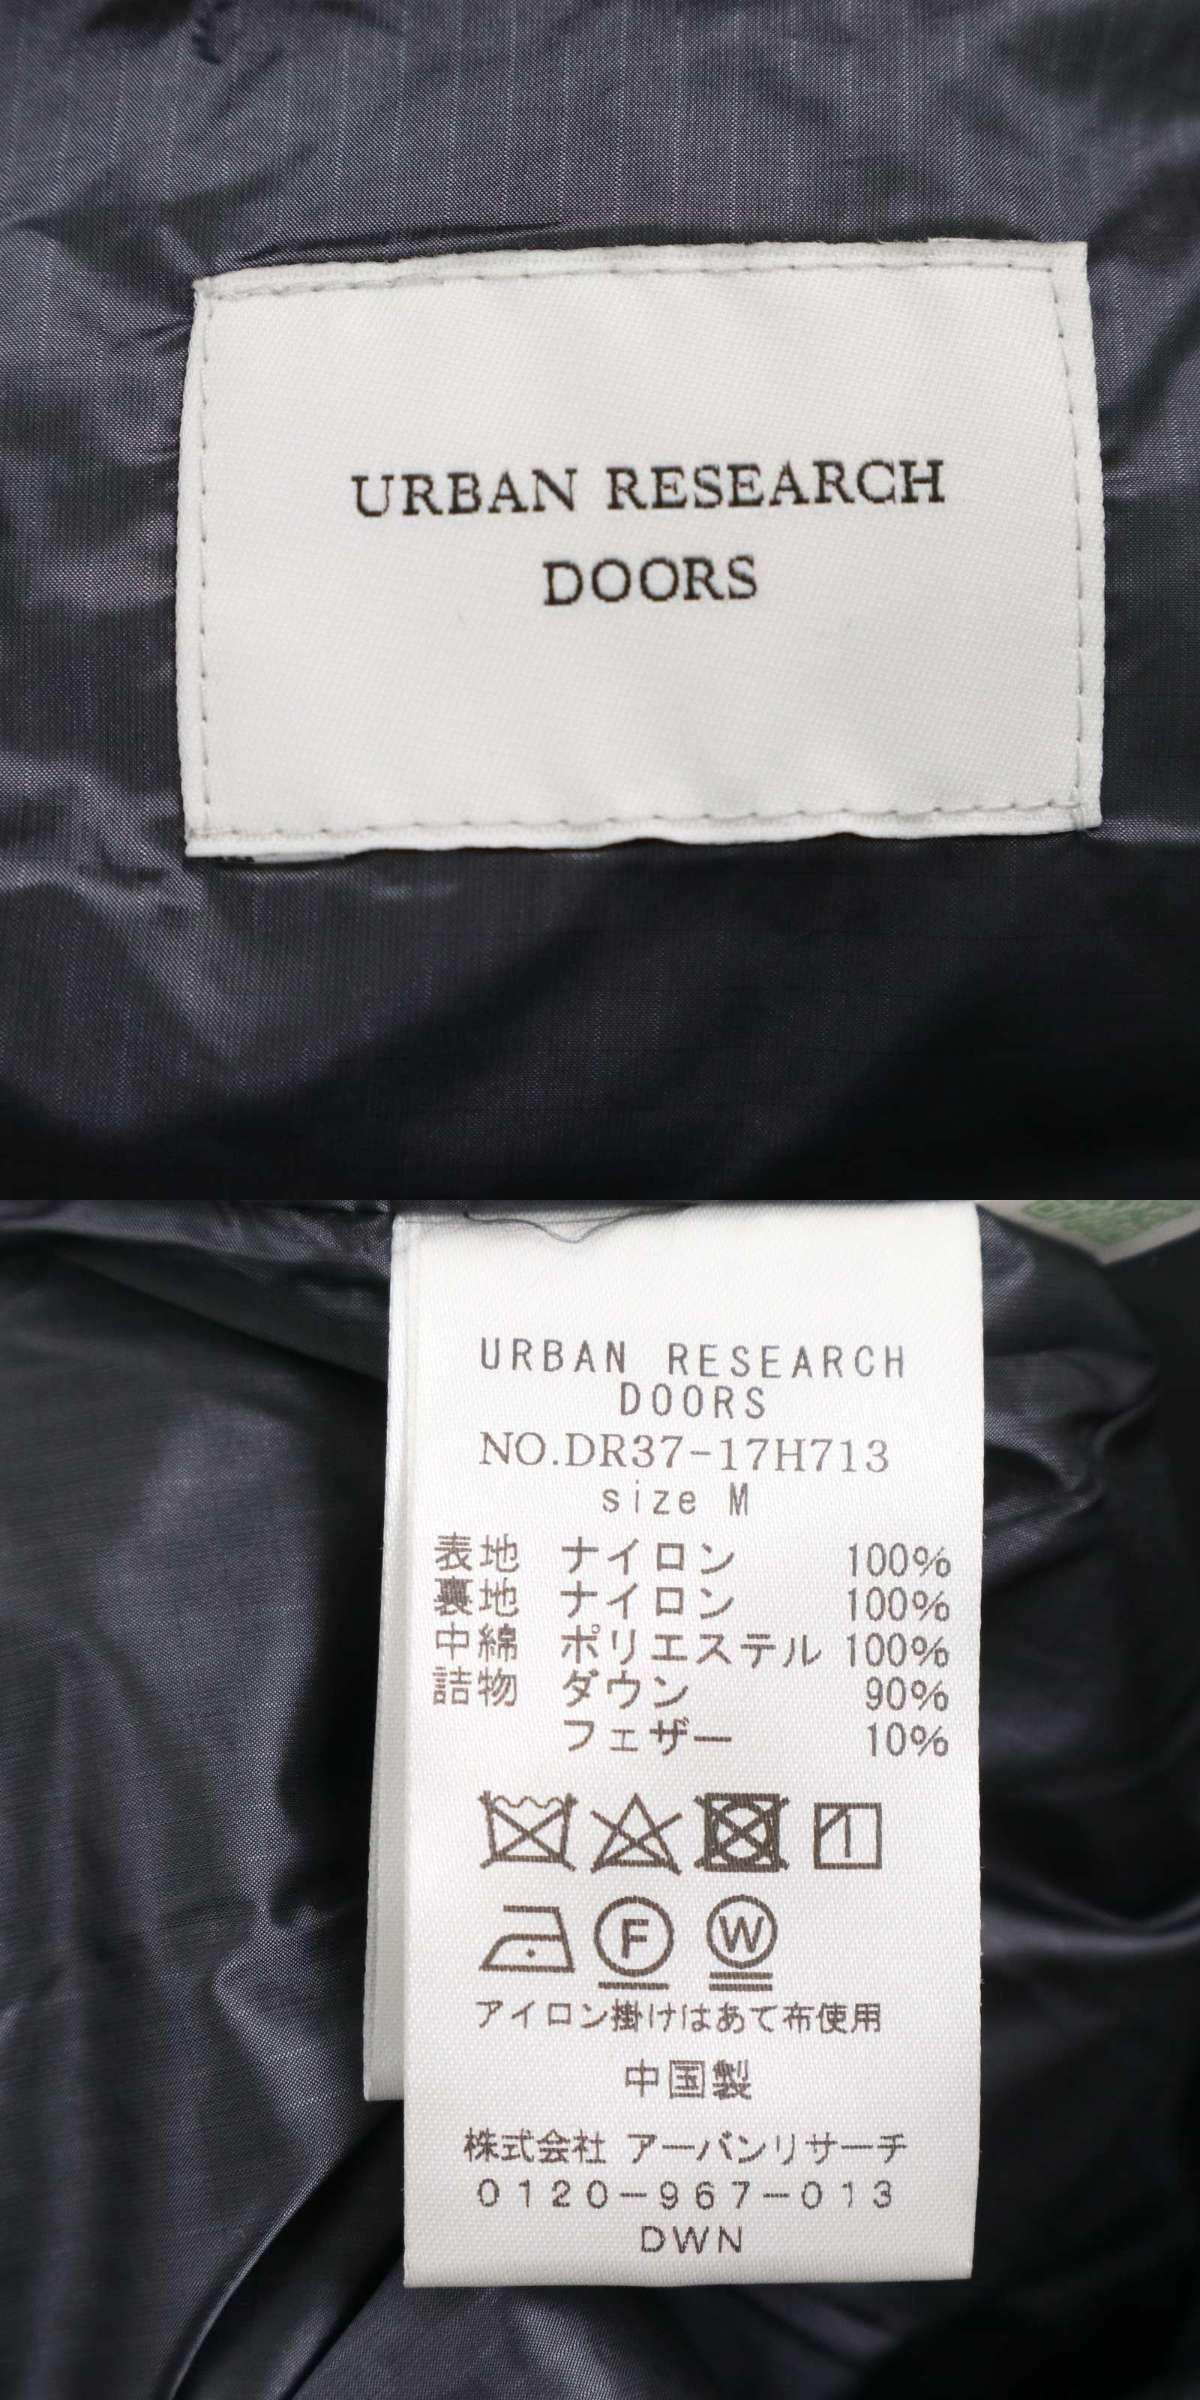 URBAN RESEARCH
DOORS
URBAN RESEARCH
DOORS
NO.DR37-17H713
size M
表地 ナイロン 100%
裏地 ナイロン 100%
中綿 ポリエステル 100%
詰物 ダウン 90%
フェザー 10%
F W
アイロン掛けはあて布使用
中国製
株式会社 アーバンリサーチ
0120-967-013
DWN